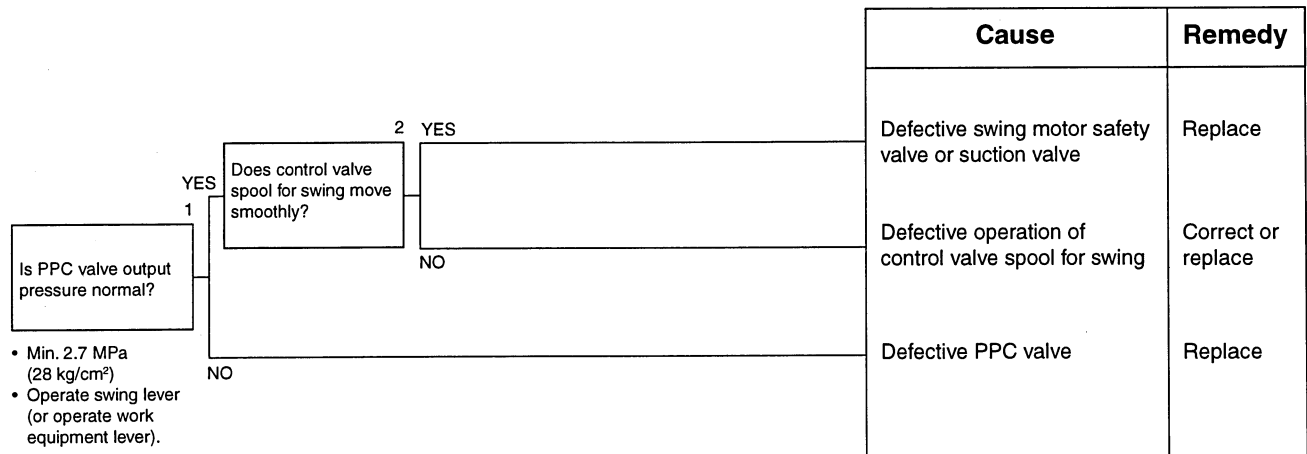 Cause
Remedy
2 YES
Does control valve
spool for swing move
smoothly?
Defective swing motor safety
valve or suction valve
Replace
YES
1
Is PPC valve output
pressure normal?
NO
Defective operation of
control valve spool for swing
Correct or
replace
• Min. 2.7 MPa
(28 kg/cm²)
• Operate swing lever
(or operate work
equipment lever).
NO
Defective PPC valve
Replace